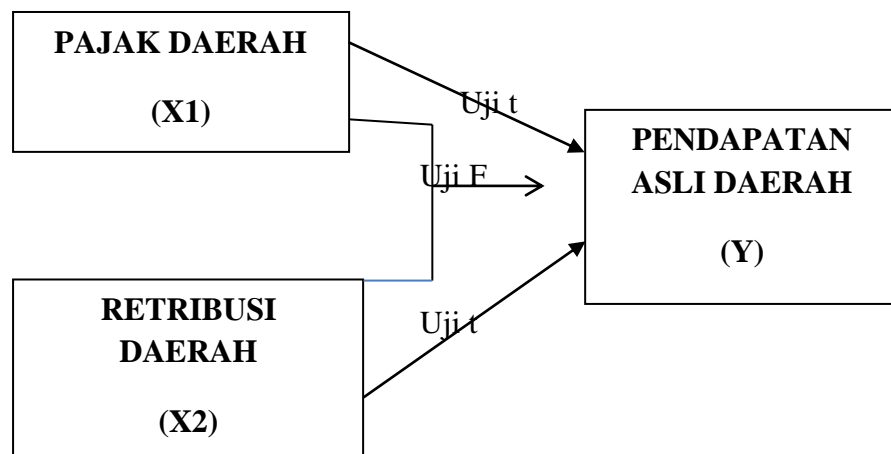 PAJAK DAERAH
(X1)
Uji t
PENDAPATAN
ASLI DAERAH
(Y)
Uji F
RETRIBUSI
DAERAH
(X2)
Uji t